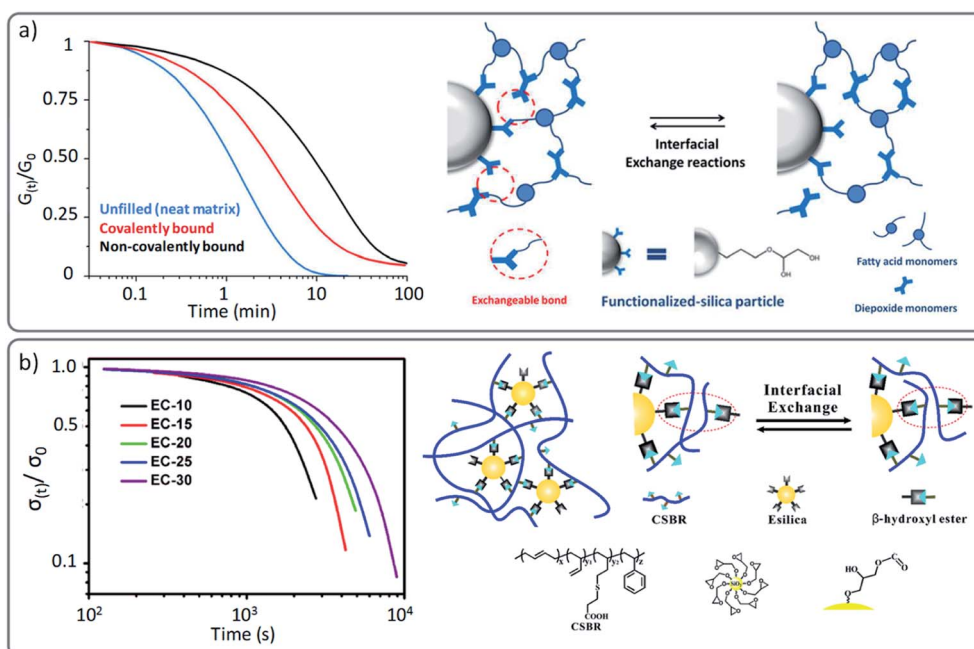 a)
1
0.75
0.50
0.25
0
G(t)/G0
Unfilled (neat matrix)
Covalently bound
Non-covalently bound
0.1
1
10
100
Time (min)
Interfacial
Exchange reactions
Exchangeable bond
=
Functionalized-silica particle
O
OH
OH
Fatty acid monomers
Diepoxide monomers
b)
1.0
0.5
0.1
σ(t)/ σ0
EC-10
EC-15
EC-20
EC-25
EC-30
10²
10³
10⁴
Time (s)
Interfacial
Exchange
CSBR
Esilica
β-hydroxyl ester
x
y1
y2
z
S
COOH
CSBR
SiO2
HO
O
C
O
O